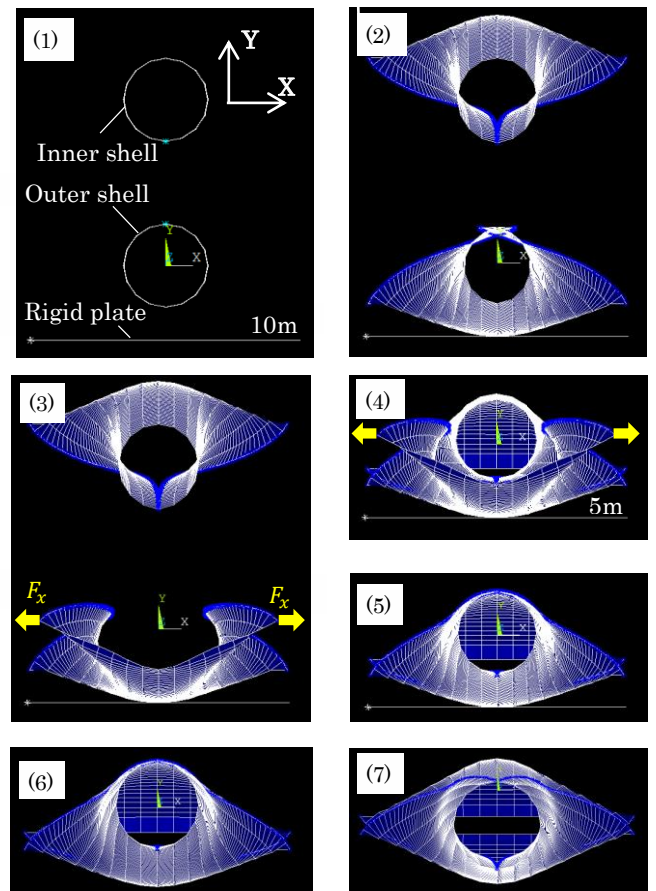 (1)
Y
X
Inner shell
Outer shell
Y
X
Rigid plate
10m
(2)
Y
X
(3)
Y
X
Fx
Fx
(4)
Y
X
5m
(5)
Y
X
(6)
Y
X
(7)